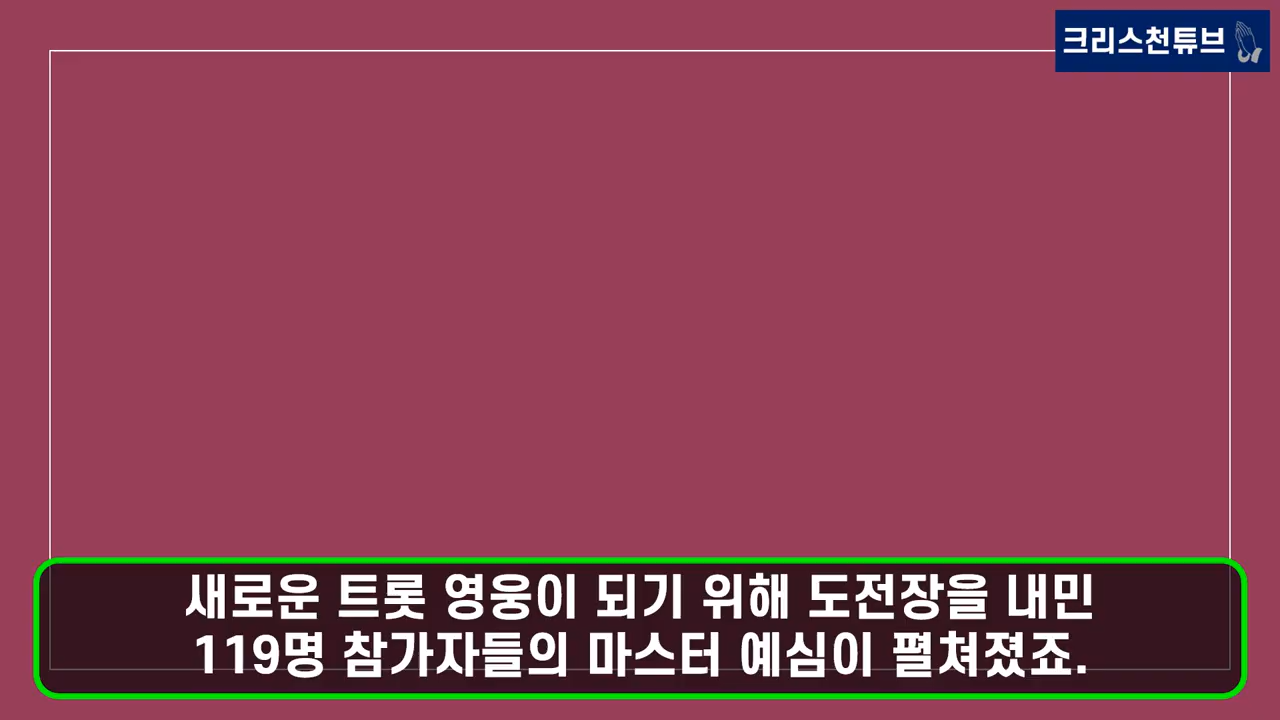 크리스천튜브
새로운 트롯 영웅이 되기 위해 도전장을 내민
119명 참가자들의 마스터 예심이 펼쳐졌죠.